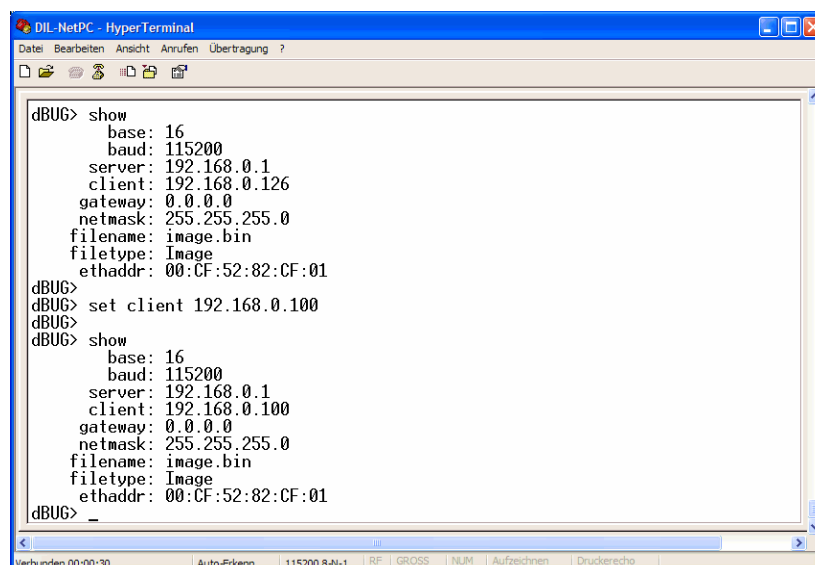 DIL-NetPC - HyperTerminal
Datei Bearbeiten Ansicht Anrufen Übertragung ?
dBUG> show
base: 16
baud: 115200
server: 192.168.0.1
client: 192.168.0.126
gateway: 0.0.0.0
netmask: 255.255.255.0
filename: image.bin
filetype: Image
ethaddr: 00:CF:52:82:CF:01
dBUG>
dBUG> set client 192.168.0.100
dBUG>
dBUG> show
base: 16
baud: 115200
server: 192.168.0.1
client: 192.168.0.100
gateway: 0.0.0.0
netmask: 255.255.255.0
filename: image.bin
filetype: Image
ethaddr: 00:CF:52:82:CF:01
dBUG> _
Verbunden 00:00:30 Auto-Erkenn. 115200 8-N-1 RF GROSS NUM Aufzeichnen Druckerecho